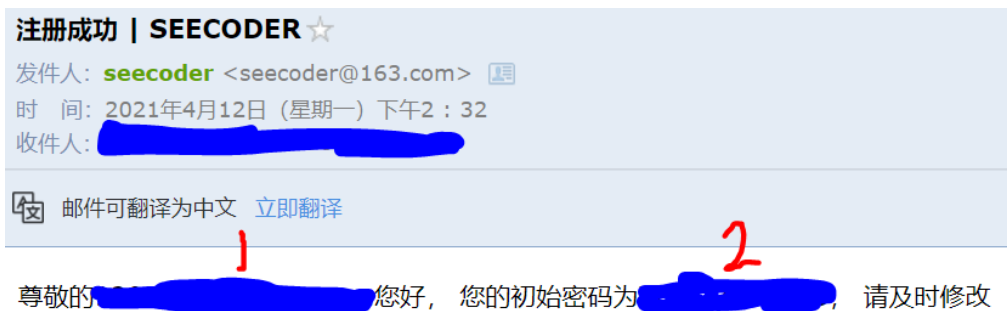 注册成功 | SEECODER
发件人: seecoder <seecoder@163.com>
时 间: 2021年4月12日 (星期一) 下午2 : 32
收件人:
邮件可翻译为中文 立即翻译
1 2
尊敬的 您好, 您的初始密码为 , 请及时修改